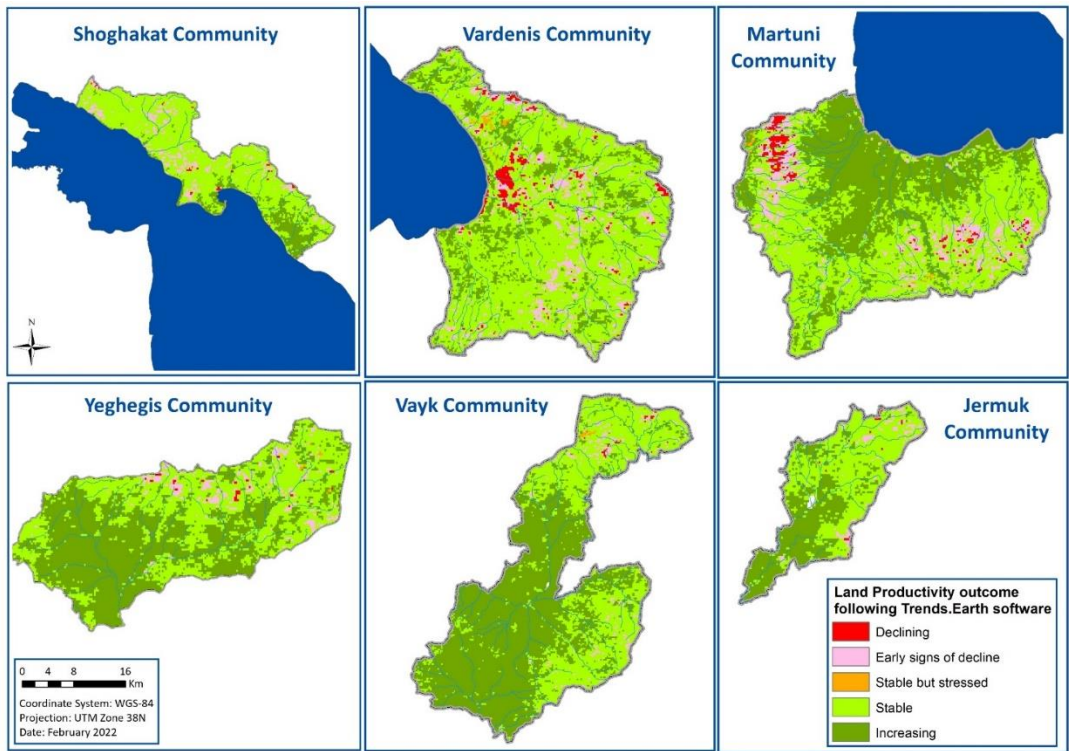 Shoghakat Community
Vardenis Community
Martuni
Community
N
Yeghegis Community
Vayk Community
Jermuk
Community
0 4 8 16
Km
Coordinate System: WGS-84
Projection: UTM Zone 38N
Date: February 2022
Land Productivity outcome
following Trends.Earth software
Declining
Early signs of decline
Stable but stressed
Stable
Increasing